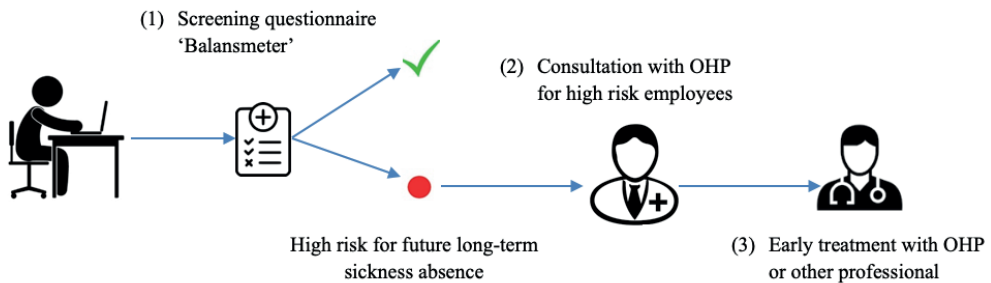 (1) Screening questionnaire
‘Balansmeter’
(2) Consultation with OHP
for high risk employees
High risk for future long-term
sickness absence
(3) Early treatment with OHP
or other professional